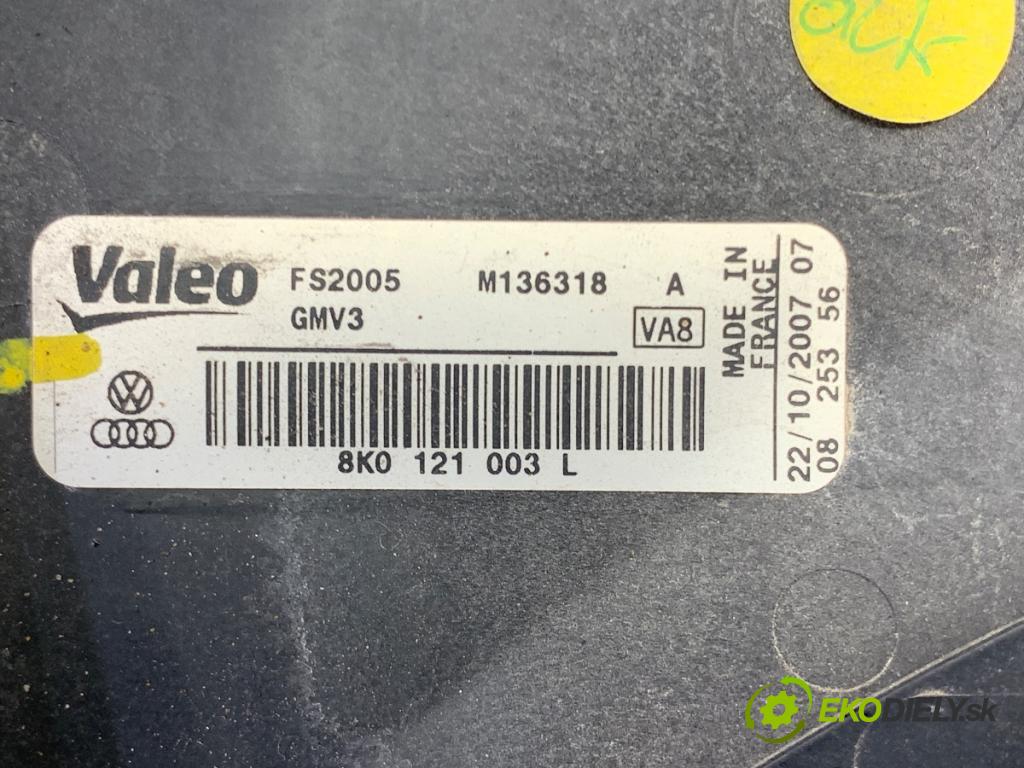 ack
Valeo
FS2005
M136318
A
GMV3
VA8
8K0 121 003 L
MADE IN
FRANCE
22/10/2007 07
08 253 56
EKODIELY.sk